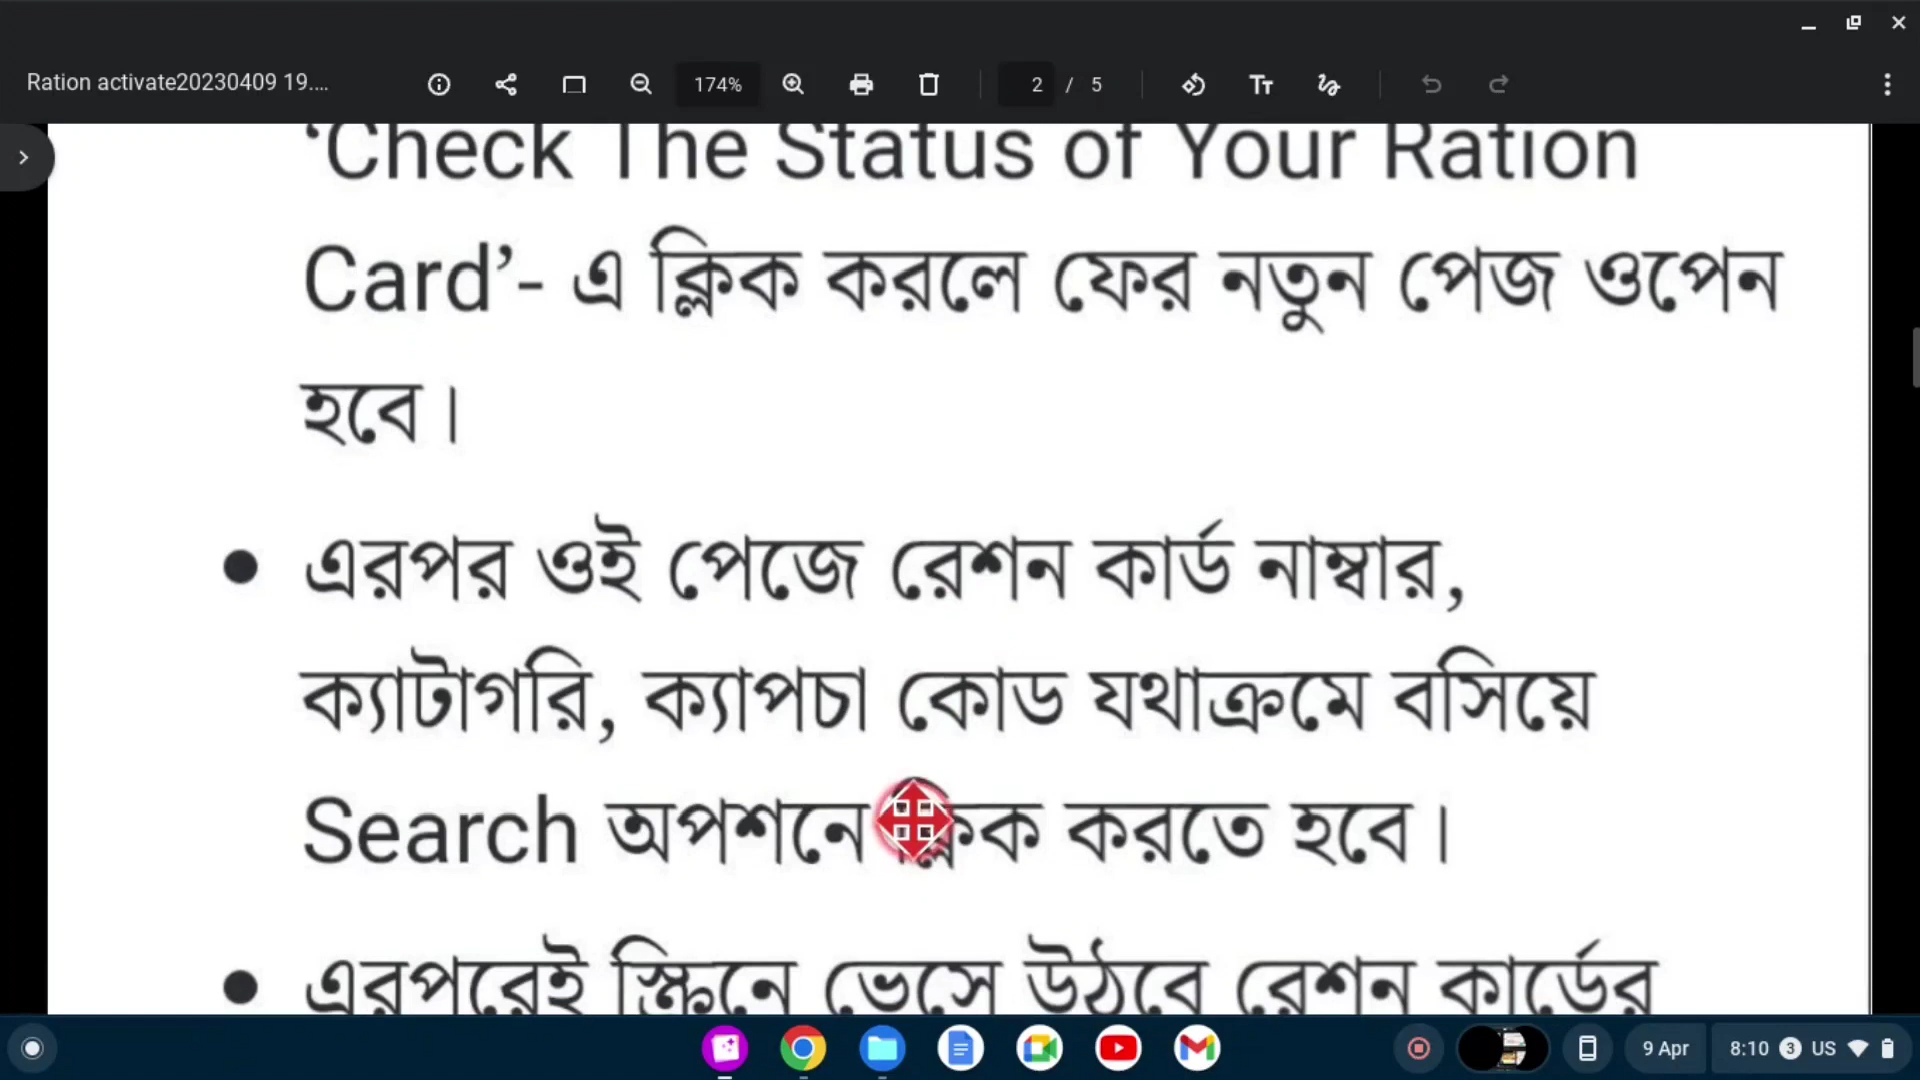 Ration activate20230409 19....
174%
2 / 5
‘Check The Status of Your Ration
Card’- এ ক্লিক করলে ফের নতুন পেজ ওপেন
হবে।
● এরপর ওই পেজে রেশন কার্ড নাম্বার,
ক্যাটাগরি, ক্যাপচা কোড যথাক্রমে বসিয়ে
Search অপশনে ক্লিক করতে হবে।
● এরপরেই স্ক্রিনে ভেসে উঠবে রেশন কার্ডের
9 Apr
8:10 3 US